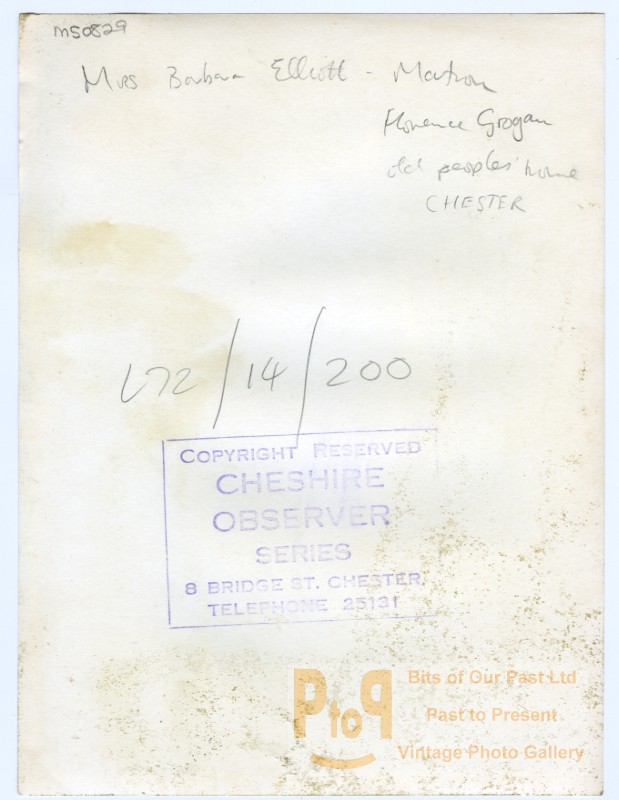 MS0829
Mrs Barbara Elliott - Matron
Florence Grogan
old peoples' home
CHESTER
L72/14/200
COPYRIGHT RESERVED
CHESHIRE
OBSERVER
SERIES
8 BRIDGE ST. CHESTER.
TELEPHONE 25131
PtoP
Bits of Our Past Ltd
Past to Present
Vintage Photo Gallery